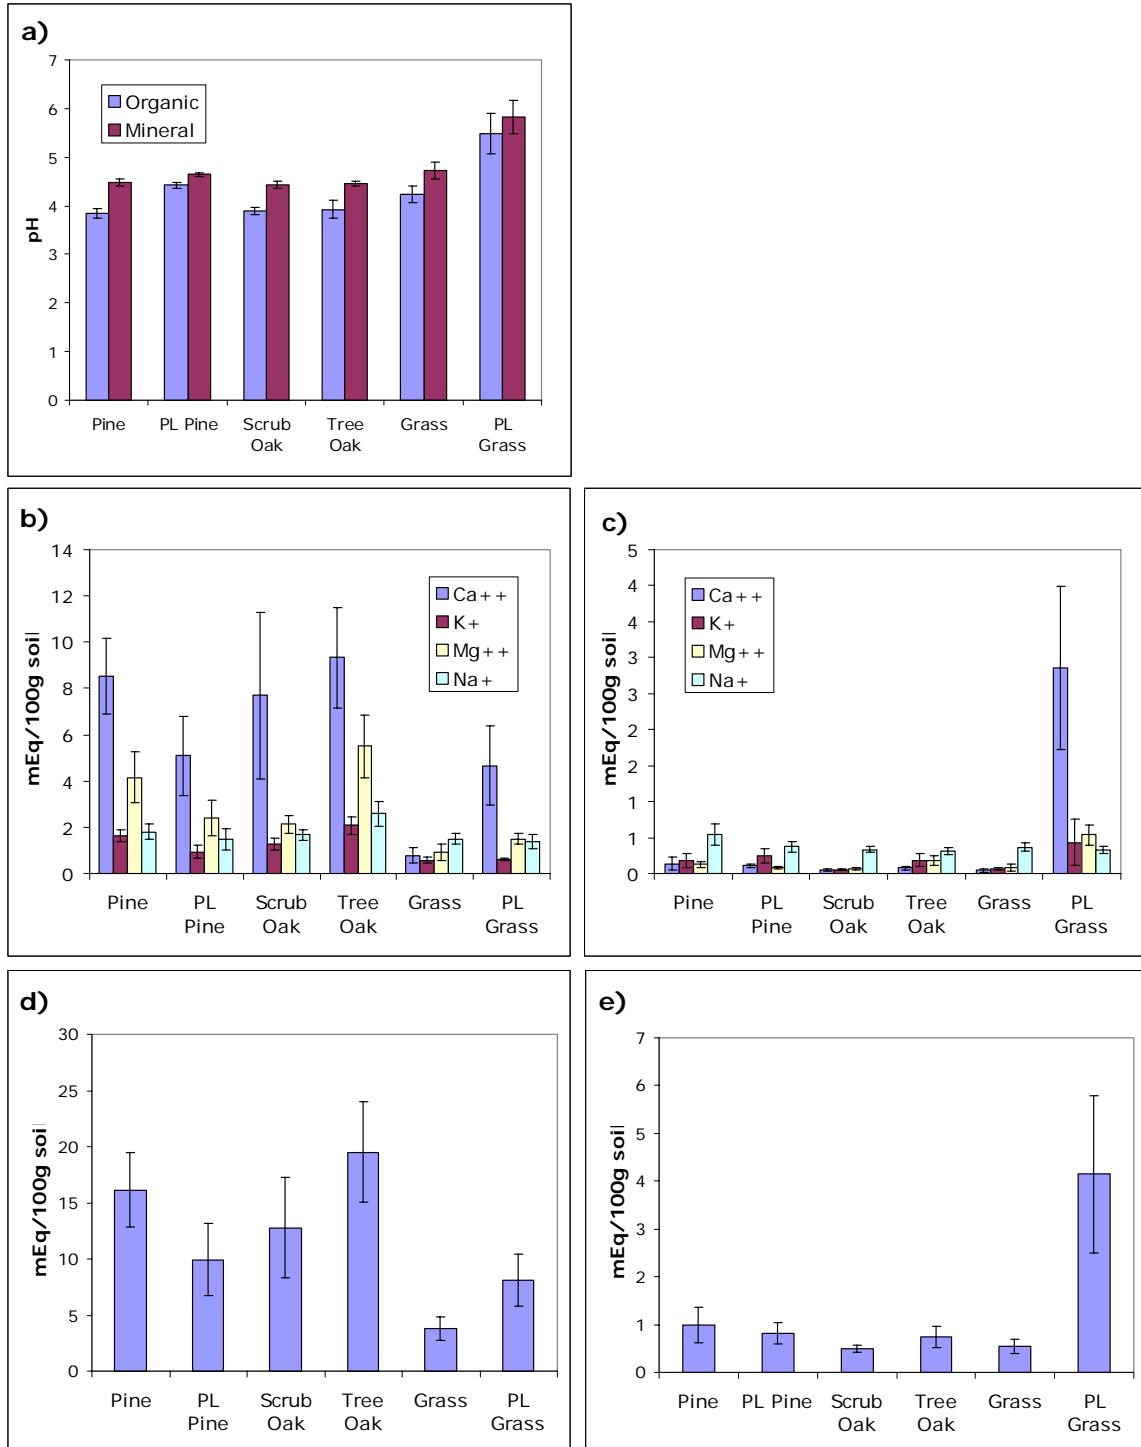 a)
7
6
5
4
3
2
1
0
pH
Organic
Mineral
Pine
PL Pine
Scrub
Oak
Tree
Oak
Grass
PL
Grass
b)
14
12
10
8
6
4
2
0
mEq/100g soil
Ca++
K+
Mg++
Na+
Pine
PL
Pine
Scrub
Oak
Tree
Oak
Grass
PL
Grass
c)
5
4
4
3
3
2
2
1
1
0
mEq/100g soil
Ca++
K+
Mg++
Na+
Pine
PL
Pine
Scrub
Oak
Tree
Oak
Grass
PL
Grass
d)
30
25
20
15
10
5
0
mEq/100g soil
Pine
PL
Pine
Scrub
Oak
Tree
Oak
Grass
PL
Grass
e)
7
6
5
4
3
2
1
0
mEq/100g soil
Pine
PL Pine
Scrub
Oak
Tree
Oak
Grass
PL
Grass